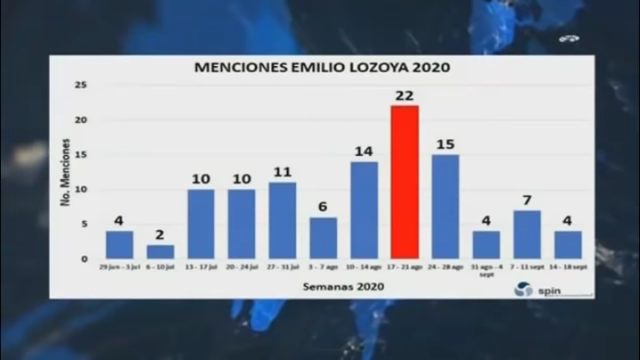 MENCIONES EMILIO LOZOYA 2020
No. Menciones
25
20
15
10
5
0
4
2
10
10
11
6
14
22
15
4
7
4
29 jun - 3 jul
6 - 10 jul
13 - 17 jul
20 - 24 jul
27 - 31 jul
3 - 7 ago
10 - 14 ago
17 - 21 ago
24 - 28 ago
31 ago - 4 sept
7 - 11 sept
14 - 18 sept
Semanas 2020
spin